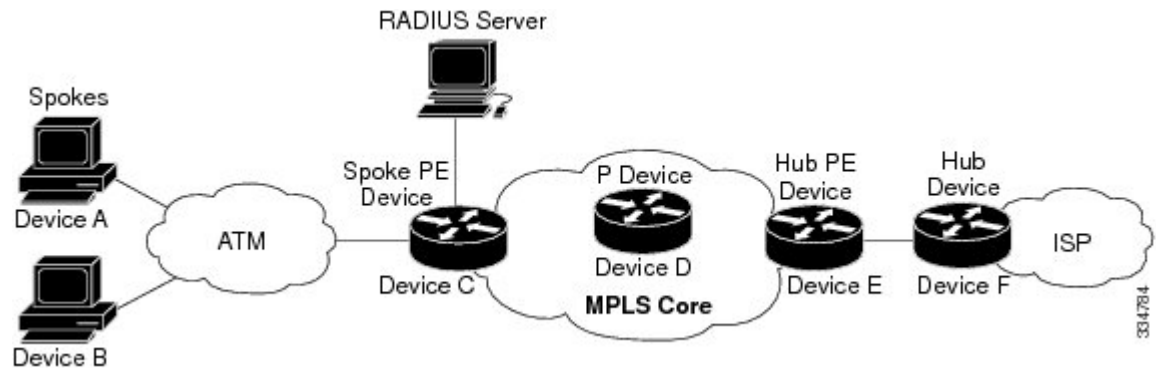 RADIUS Server
Spokes
Device A
ATM
Device B
Spoke PE
Device
Device C
P Device
Device D
MPLS Core
Hub PE
Device
Device E
Hub
Device
Device F
ISP
334784